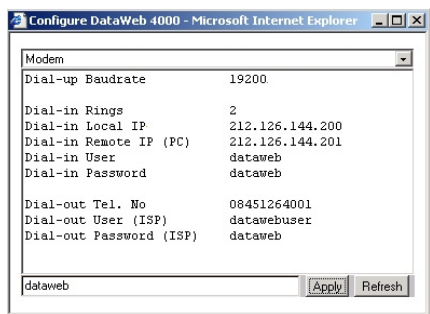 Configure DataWeb 4000 - Microsoft Internet Explorer
Modem
Dial-up Baudrate 19200
Dial-in Rings 2
Dial-in Local IP 212.126.144.200
Dial-in Remote IP (PC) 212.126.144.201
Dial-in User dataweb
Dial-in Password dataweb
Dial-out Tel. No 08451264001
Dial-out User (ISP) datawebuser
Dial-out Password (ISP) dataweb
dataweb Apply Refresh